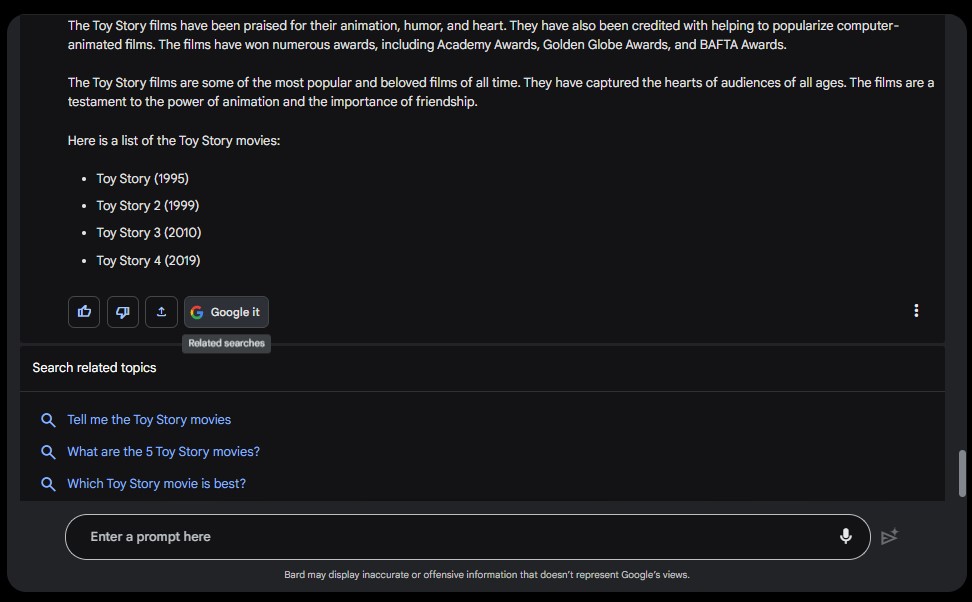 The Toy Story films have been praised for their animation, humor, and heart. They have also been credited with helping to popularize computer-
animated films. The films have won numerous awards, including Academy Awards, Golden Globe Awards, and BAFTA Awards.
The Toy Story films are some of the most popular and beloved films of all time. They have captured the hearts of audiences of all ages. The films are a
testament to the power of animation and the importance of friendship.
Here is a list of the Toy Story movies:
• Toy Story (1995)
• Toy Story 2 (1999)
• Toy Story 3 (2010)
• Toy Story 4 (2019)
Google it
Related searches
Search related topics
Tell me the Toy Story movies
What are the 5 Toy Story movies?
Which Toy Story movie is best?
Enter a prompt here
Bard may display inaccurate or offensive information that doesn't represent Google's views.